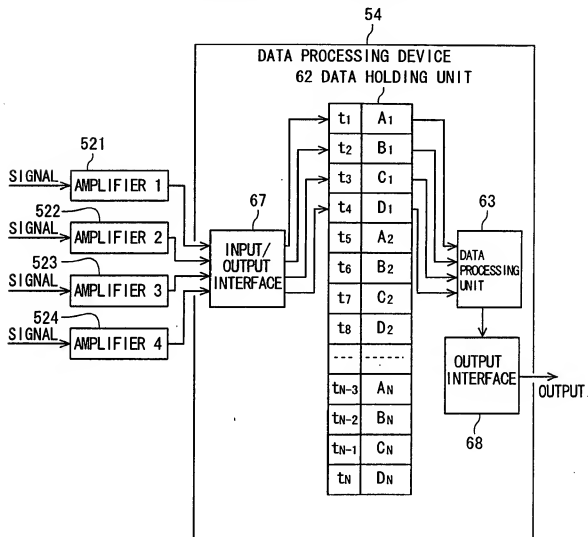 54
DATA PROCESSING DEVICE
62 DATA HOLDING UNIT
t1 A1
t2 B1
t3 C1
t4 D1
t5 A2
t6 B2
t7 C2
t8 D2
tN-3 AN
tN-2 BN
tN-1 CN
tN DN
521
SIGNAL
AMPLIFIER 1
522
SIGNAL
AMPLIFIER 2
523
SIGNAL
AMPLIFIER 3
524
SIGNAL
AMPLIFIER 4
67
INPUT/
OUTPUT
INTERFACE
63
DATA
PROCESSING
UNIT
OUTPUT
INTERFACE
68
OUTPUT